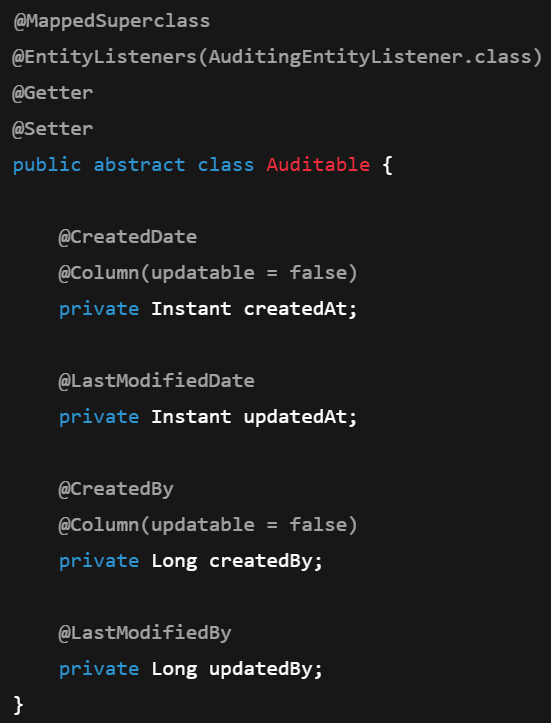 @MappedSuperclass
@EntityListeners(AuditingEntityListener.class)
@Getter
@Setter
public abstract class Auditable {
@CreatedDate
@Column(updatable = false)
private Instant createdAt;
@LastModifiedDate
private Instant updatedAt;
@CreatedBy
@Column(updatable = false)
private Long createdBy;
@LastModifiedBy
private Long updatedBy;
}